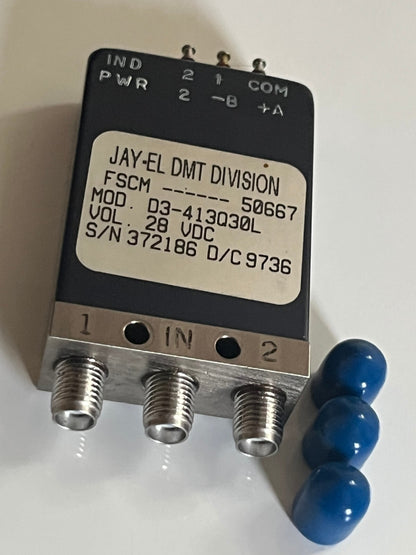 IND 2 1 COM
PWR 2 -B +A
JAY-EL DMT DIVISION
FSCM ------ 50667
MOD. D3-413Q30L
VOL. 28 VDC
S/N 372186 D/C 9736
1 IN 2